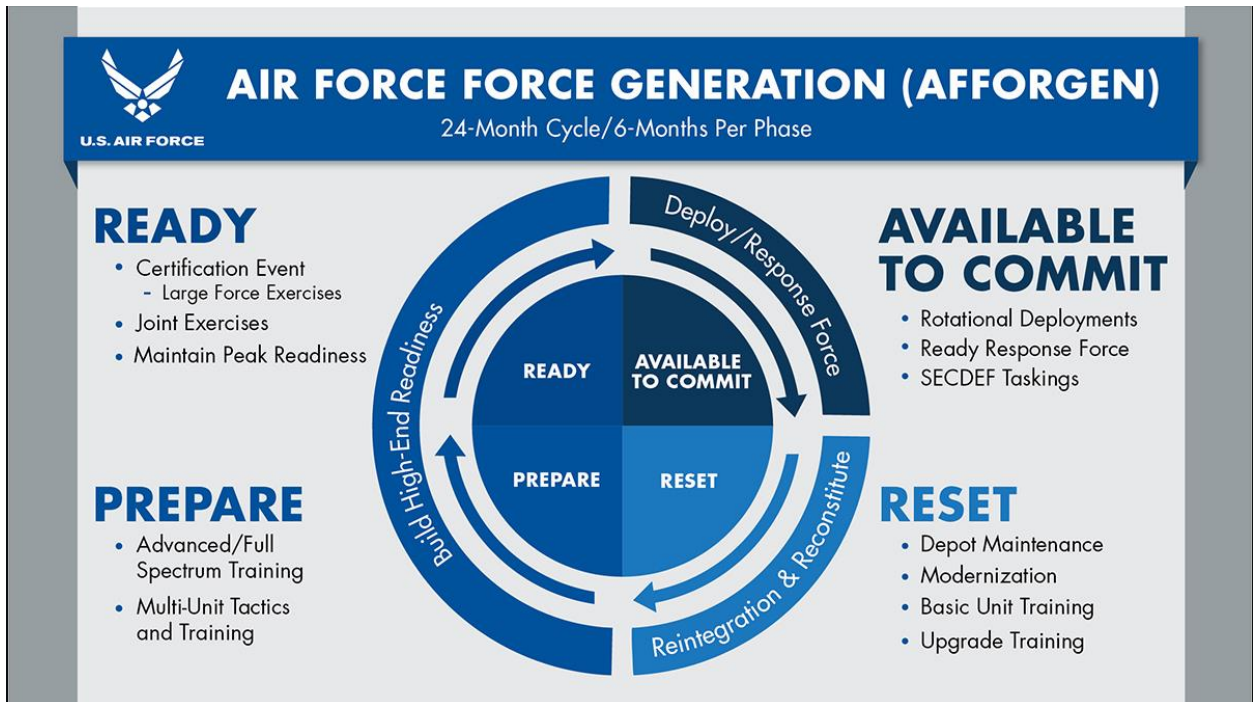 AIR FORCE FORCE GENERATION (AFFORGEN)
24-Month Cycle/6-Months Per Phase
U.S. AIR FORCE
READY
• Certification Event
- Large Force Exercises
• Joint Exercises
• Maintain Peak Readiness
PREPARE
• Advanced/Full
Spectrum Training
• Multi-Unit Tactics
and Training
Build High-End Readiness
Deploy/Response Force
Reintegration & Reconstitute
READY
AVAILABLE
TO COMMIT
PREPARE
RESET
AVAILABLE
TO COMMIT
• Rotational Deployments
• Ready Response Force
• SECDEF Taskings
RESET
• Depot Maintenance
• Modernization
• Basic Unit Training
• Upgrade Training